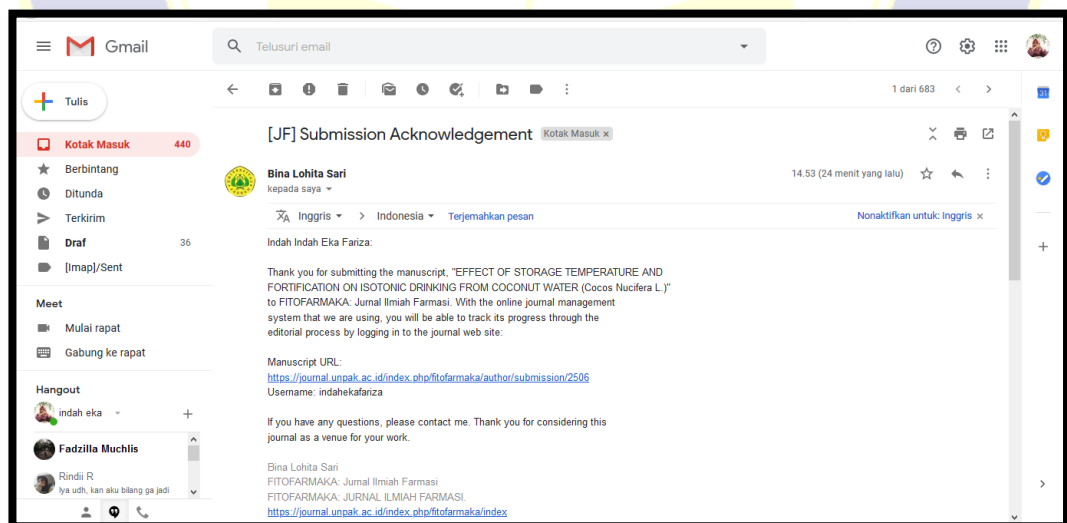 Gmail
Telusuri email
Tulis
1 dari 683
Kotak Masuk 440
Berbintang
Ditunda
Terkirim
Draf 36
[Imap]/Sent
Meet
Mulai rapat
Gabung ke rapat
Hangout
indah eka
Fadzilla Muchlis
Rindii R
Iya udh, kan aku bilang ga jadi
[JF] Submission Acknowledgement Kotak Masuk x
Bina Lohita Sari 14.53 (24 menit yang lalu)
kepada saya
Inggris > Indonesia Terjemahkan pesan Nonaktifkan untuk: Inggris x
Indah Indah Eka Fariza:
Thank you for submitting the manuscript, "EFFECT OF STORAGE TEMPERATURE AND
FORTIFICATION ON ISOTONIC DRINKING FROM COCONUT WATER (Cocos Nucifera L.)"
to FITOFARMAKA: Jurnal Ilmiah Farmasi. With the online journal management
system that we are using, you will be able to track its progress through the
editorial process by logging in to the journal web site:
Manuscript URL:
https://journal.unpak.ac.id/index.php/fitofarmaka/author/submission/2506
Username: indahekafariza
If you have any questions, please contact me. Thank you for considering this
journal as a venue for your work.
Bina Lohita Sari
FITOFARMAKA: Jurnal Ilmiah Farmasi
FITOFARMAKA: JURNAL ILMIAH FARMASI.
https://journal.unpak.ac.id/index.php/fitofarmaka/index
31